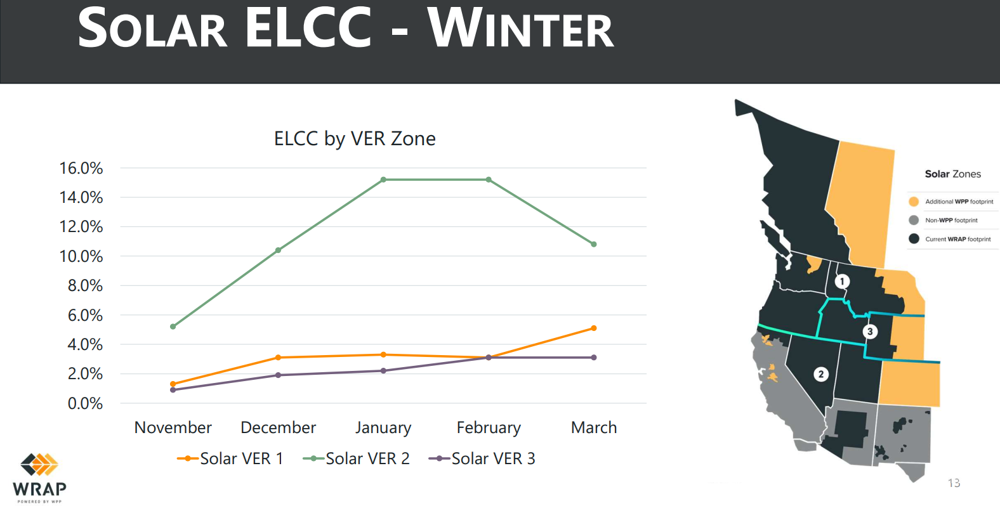 SOLAR ELCC - WINTER
ELCC by VER Zone
16.0%
14.0%
12.0%
10.0%
8.0%
6.0%
4.0%
2.0%
0.0%
November December January February March
Solar VER 1 Solar VER 2 Solar VER 3
Solar Zones
Additional WPP footprint
Non-WPP footprint
Current WRAP footprint
1
3
2
WRAP
POWERED BY WPP
13